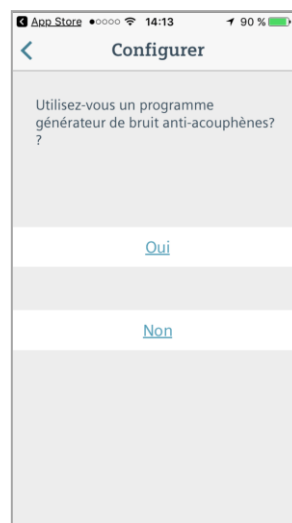 App Store 14:13 90 %
Configurer
Utilisez-vous un programme
générateur de bruit anti-acouphènes?
?
Oui
Non